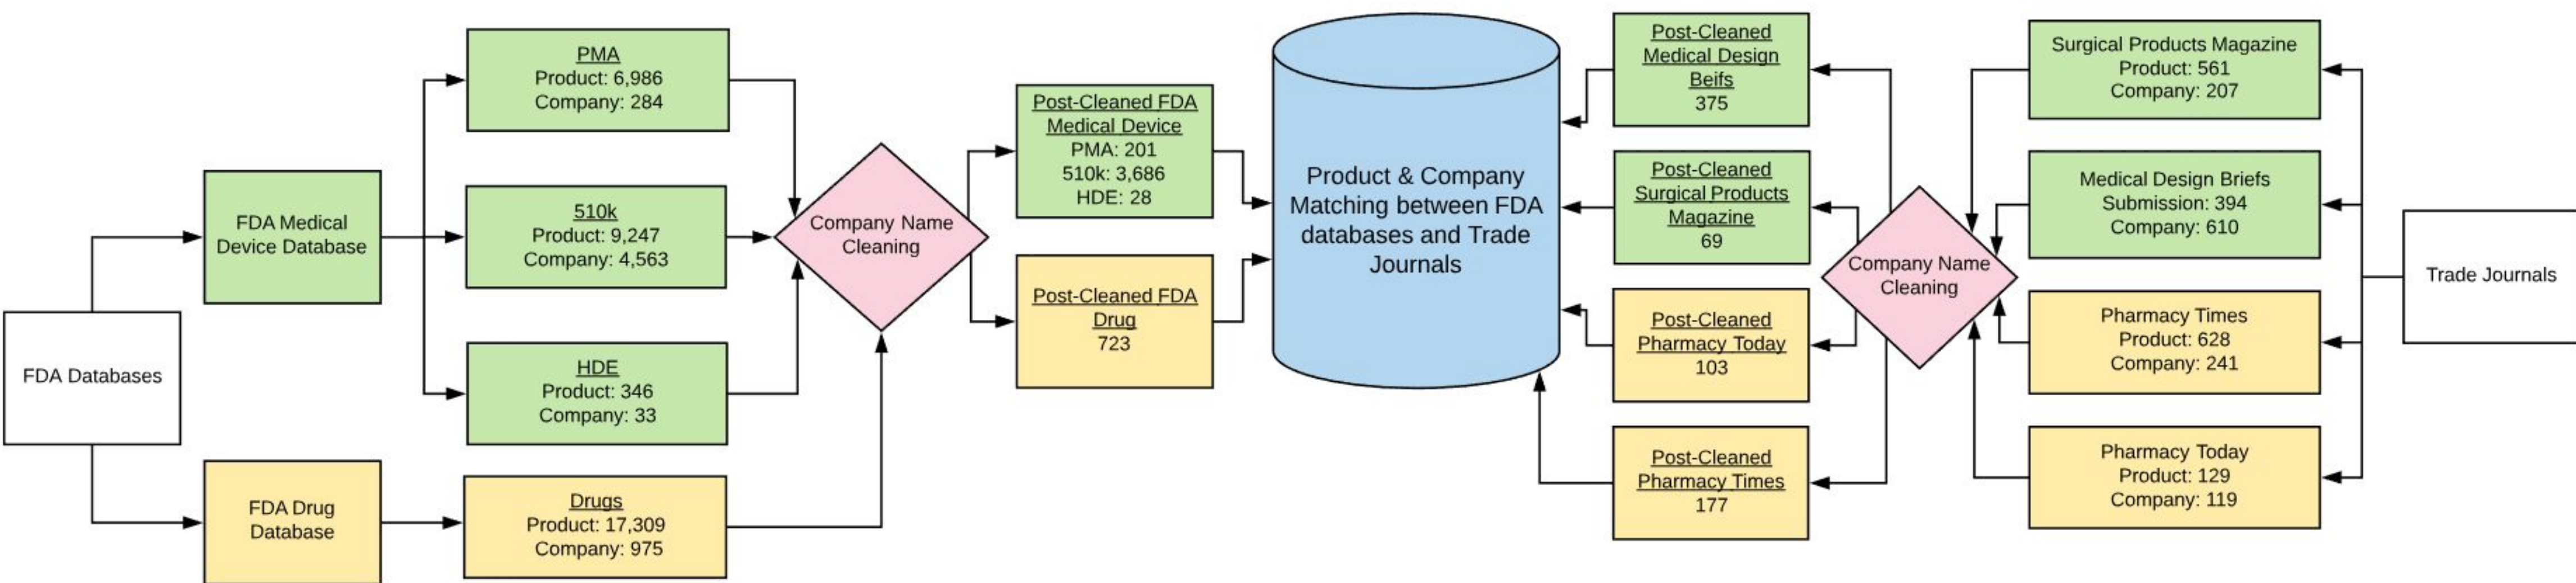 FDA Databases
FDA Medical
Device Database
FDA Drug
Database
PMA
Product: 6,986
Company: 284
510k
Product: 9,247
Company: 4,563
HDE
Product: 346
Company: 33
Drugs
Product: 17,309
Company: 975
Company Name
Cleaning
Post-Cleaned FDA
Medical Device
PMA: 201
510k: 3,686
HDE: 28
Post-Cleaned FDA
Drug
723
Product & Company
Matching between FDA
databases and Trade
Journals
Post-Cleaned
Medical Design
Beifs
375
Post-Cleaned
Surgical Products
Magazine
69
Post-Cleaned
Pharmacy Today
103
Post-Cleaned
Pharmacy Times
177
Company Name
Cleaning
Surgical Products Magazine
Product: 561
Company: 207
Medical Design Briefs
Submission: 394
Company: 610
Pharmacy Times
Product: 628
Company: 241
Pharmacy Today
Product: 129
Company: 119
Trade Journals